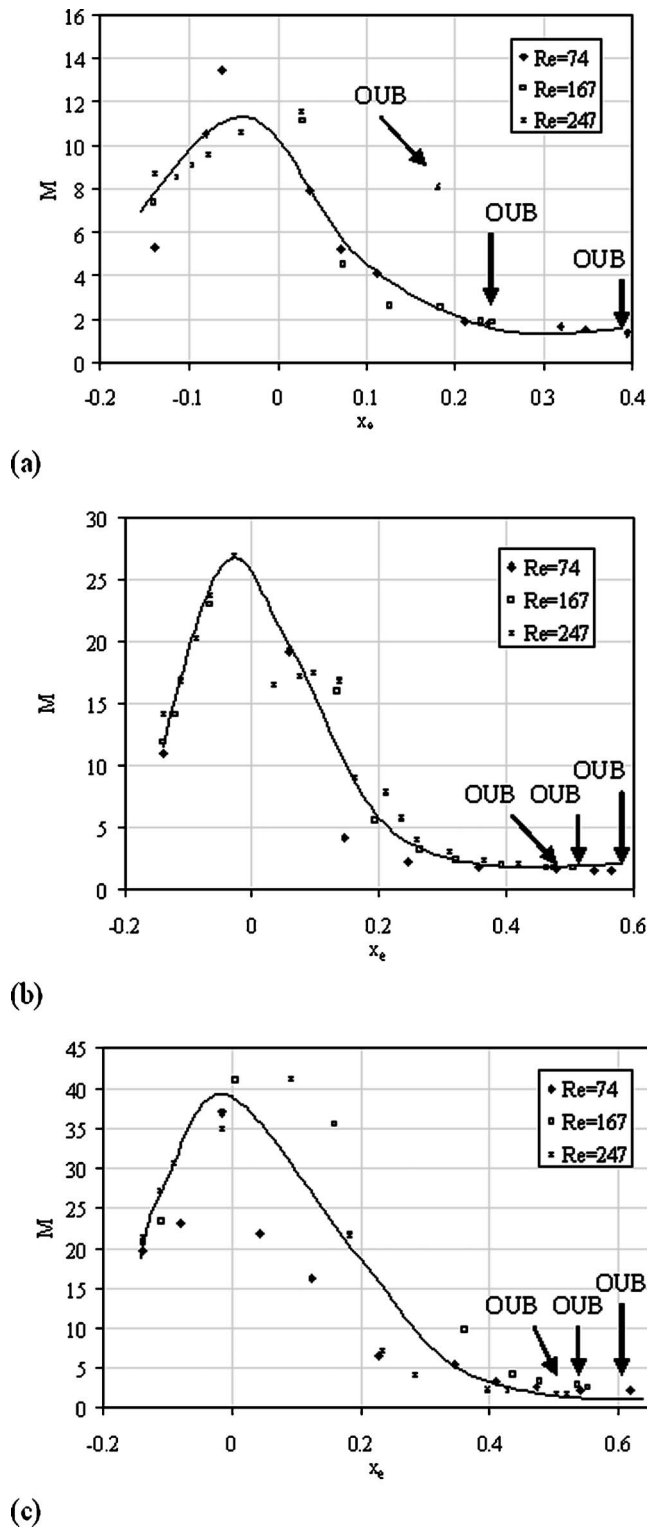 16
14
12
10
8
6
4
2
0
M
Re=74
Re=167
Re=247
OUB
OUB
OUB
-0.2 -0.1 0 0.1 0.2 0.3 0.4
xe
(a)
30
25
20
15
10
5
0
M
Re=74
Re=167
Re=247
OUB
OUB OUB
-0.2 0 0.2 0.4 0.6
xe
(b)
45
40
35
30
25
20
15
10
5
0
M
Re=74
Re=167
Re=247
OUB
OUB OUB
-0.2 0 0.2 0.4 0.6
xe
(c)